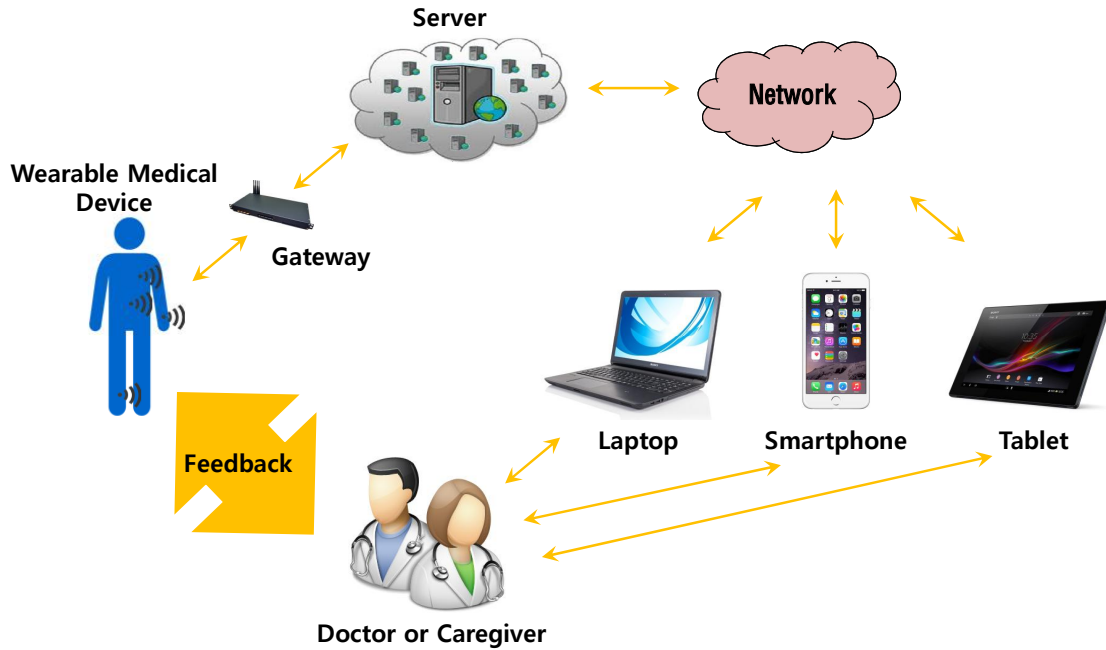 Server
Network
Wearable Medical
Device
Gateway
Laptop
Smartphone
Tablet
Feedback
Doctor or Caregiver